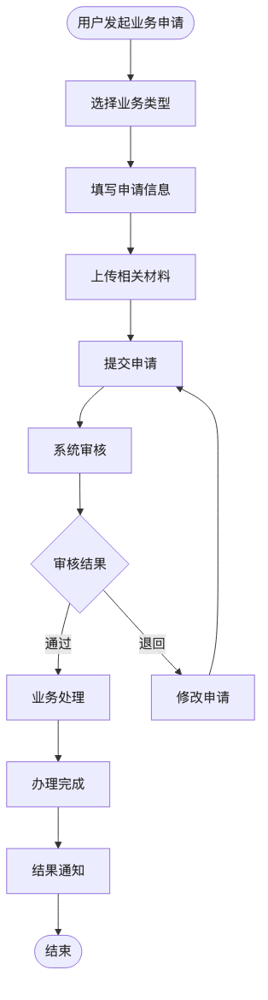 用户发起业务申请
选择业务类型
填写申请信息
上传相关材料
提交申请
系统审核
审核结果
通过
退回
业务处理
修改申请
办理完成
结果通知
结束